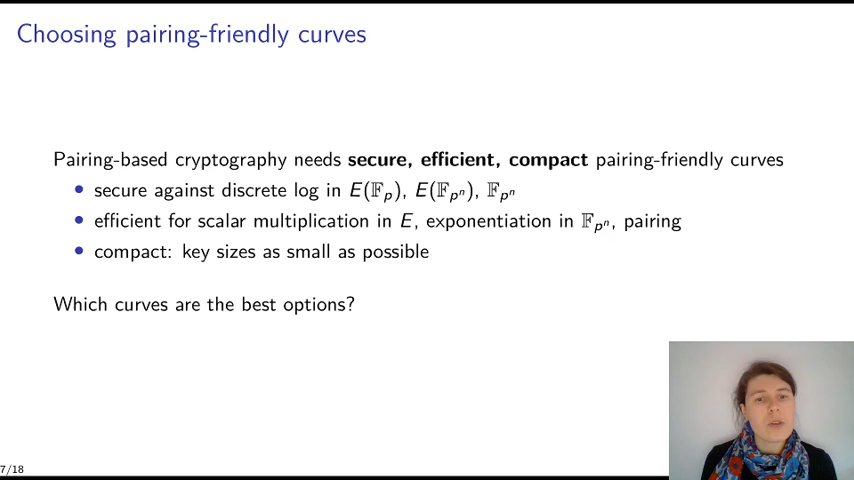 Choosing pairing-friendly curves
Pairing-based cryptography needs secure, efficient, compact pairing-friendly curves
• secure against discrete log in E(𝔽_p), E(𝔽_{p^n}), 𝔽_{p^n}
• efficient for scalar multiplication in E, exponentiation in 𝔽_{p^n}, pairing
• compact: key sizes as small as possible
Which curves are the best options?
7/18